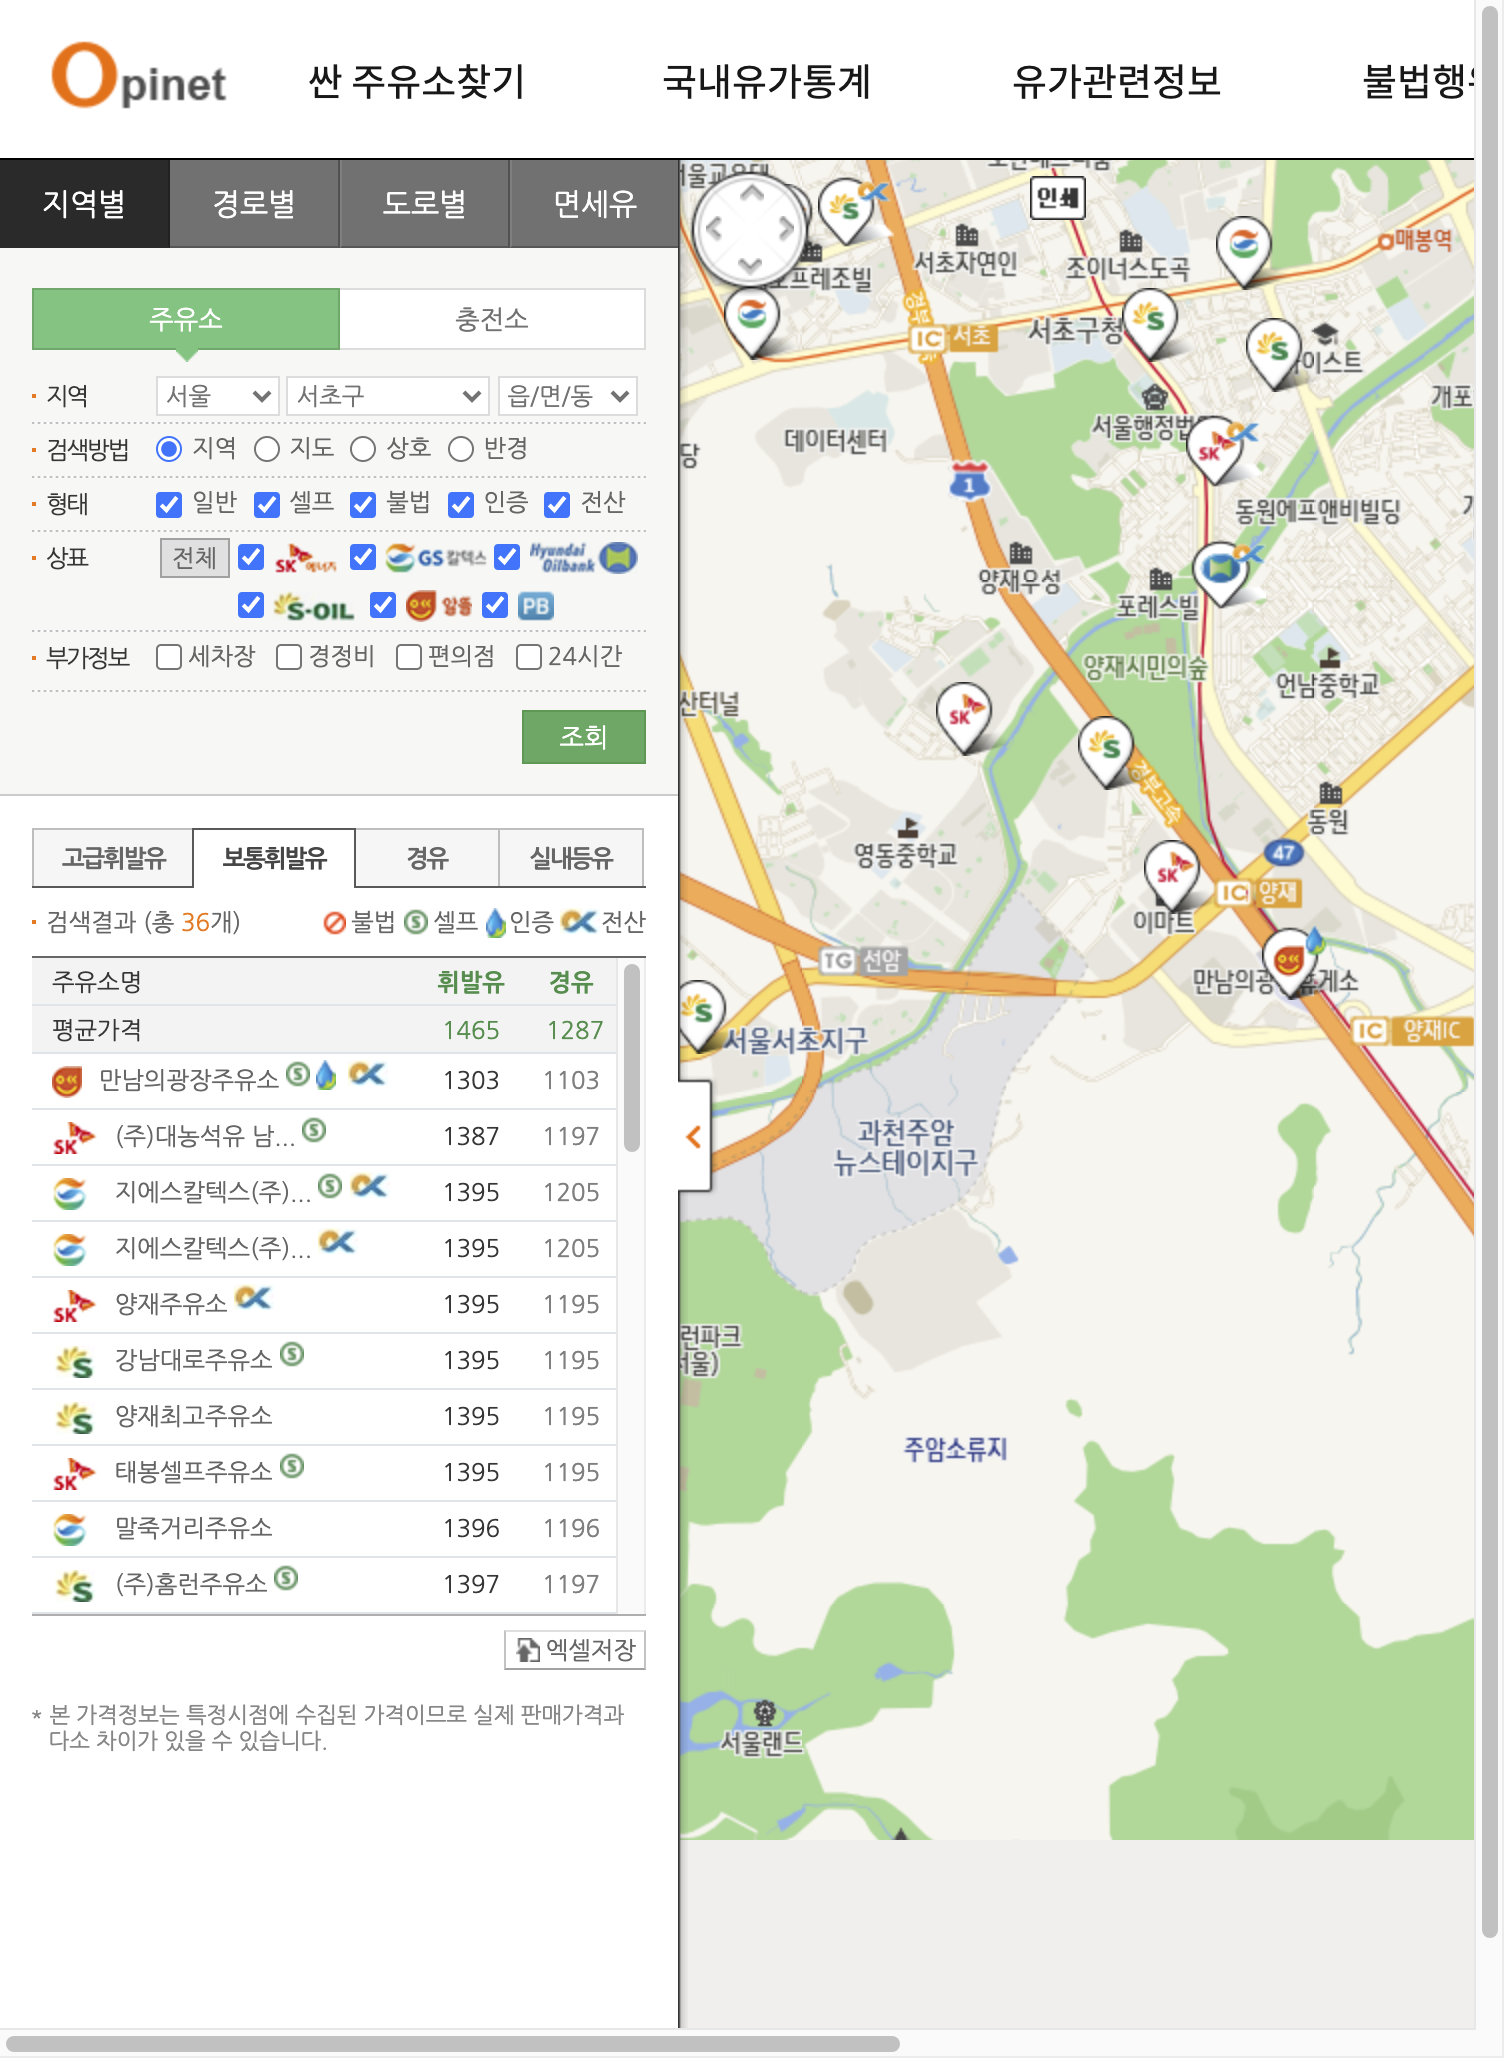 Opinet
싼 주유소찾기
국내유가통계
유가관련정보
불법행
지역별
경로별
도로별
면세유
주유소
충전소
지역
서울
서초구
읍/면/동
검색방법
지역
지도
상호
반경
형태
일반
셀프
불법
인증
전산
상표
전체
SK에너지
GS 칼텍스
Hyundai Oilbank
S-OIL
알뜰
PB
부가정보
세차장
경정비
편의점
24시간
조회
고급휘발유
보통휘발유
경유
실내등유
검색결과 (총 36개)
불법
셀프
인증
전산
주유소명 휘발유 경유
평균가격 1465 1287
만남의광장주유소 1303 1103
SK (주)대농석유 남... 1387 1197
지에스칼텍스(주)... 1395 1205
지에스칼텍스(주)... 1395 1205
SK 양재주유소 1395 1195
S 강남대로주유소 1395 1195
S 양재최고주유소 1395 1195
SK 태봉셀프주유소 1395 1195
말죽거리주유소 1396 1196
S (주)홈런주유소 1397 1197
엑셀저장
* 본 가격정보는 특정시점에 수집된 가격이므로 실제 판매가격과
다소 차이가 있을 수 있습니다.
인쇄
매봉역
서초자연인
조이너스도곡
프레조빌
경부
IC 서초
서초구청
이스트
개포
서울행정법
데이터센터
당
1
SK
동원에프앤비빌딩
양재우성
포레스빌
양재시민의숲
언남중학교
산터널
SK
S
경부고속
동원
영동중학교
47
SK
IC 양재
이마트
TG 선암
만남의광
휴게소
S
서울서초지구
IC 양재IC
과천주암
뉴스테이지구
런파크
서울)
주암소류지
서울랜드